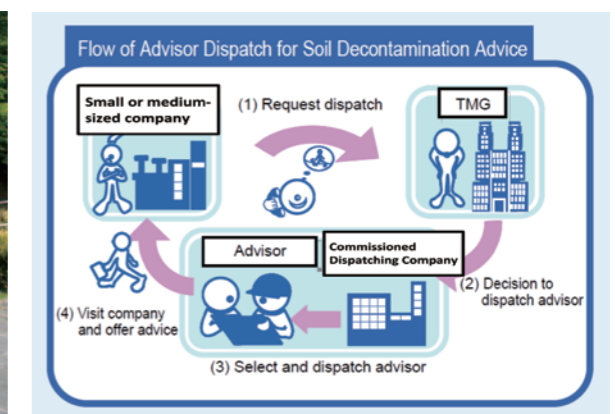 Flow of Advisor Dispatch for Soil Decontamination Advice
Small or medium-
sized company
(1) Request dispatch
TMG
Advisor
Commissioned
Dispatching Company
(2) Decision to
dispatch advisor
(4) Visit company
and offer advice
(3) Select and dispatch advisor